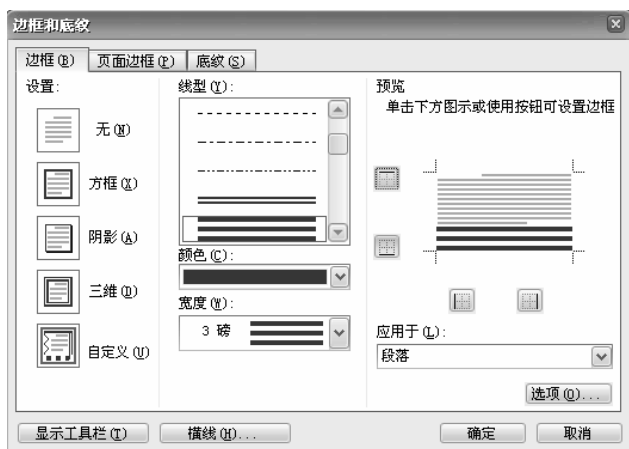 边框和底纹
边框(B)
页面边框(P)
底纹(S)
设置:
无(N)
方框(X)
阴影(A)
三维(D)
自定义(U)
线型(Y):
颜色(C):
宽度(W):
3 磅
预览
单击下方图示或使用按钮可设置边框
应用于(L):
段落
选项(O)...
显示工具栏(T)
横线(H)...
确定
取消